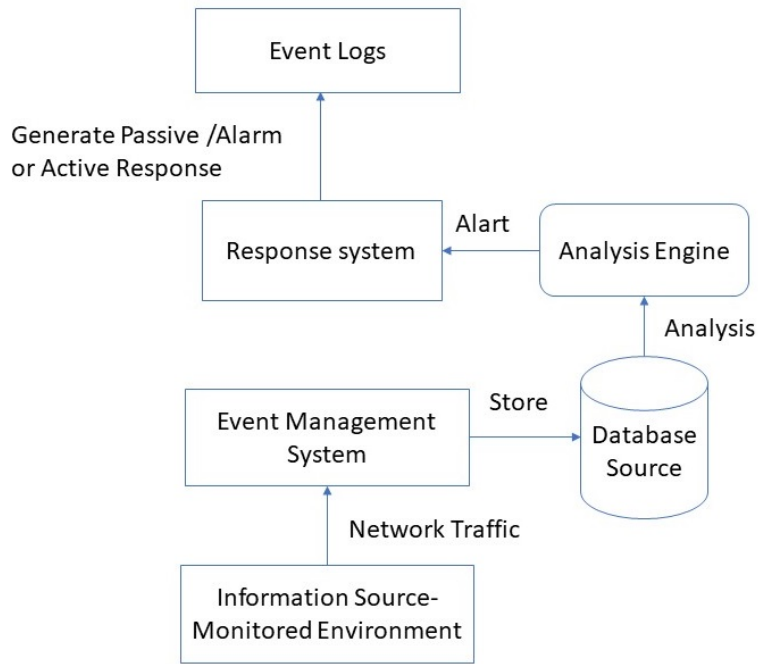 Event Logs
Generate Passive /Alarm
or Active Response
Response system
Alart
Analysis Engine
Analysis
Event Management
System
Store
Database
Source
Network Traffic
Information Source-
Monitored Environment